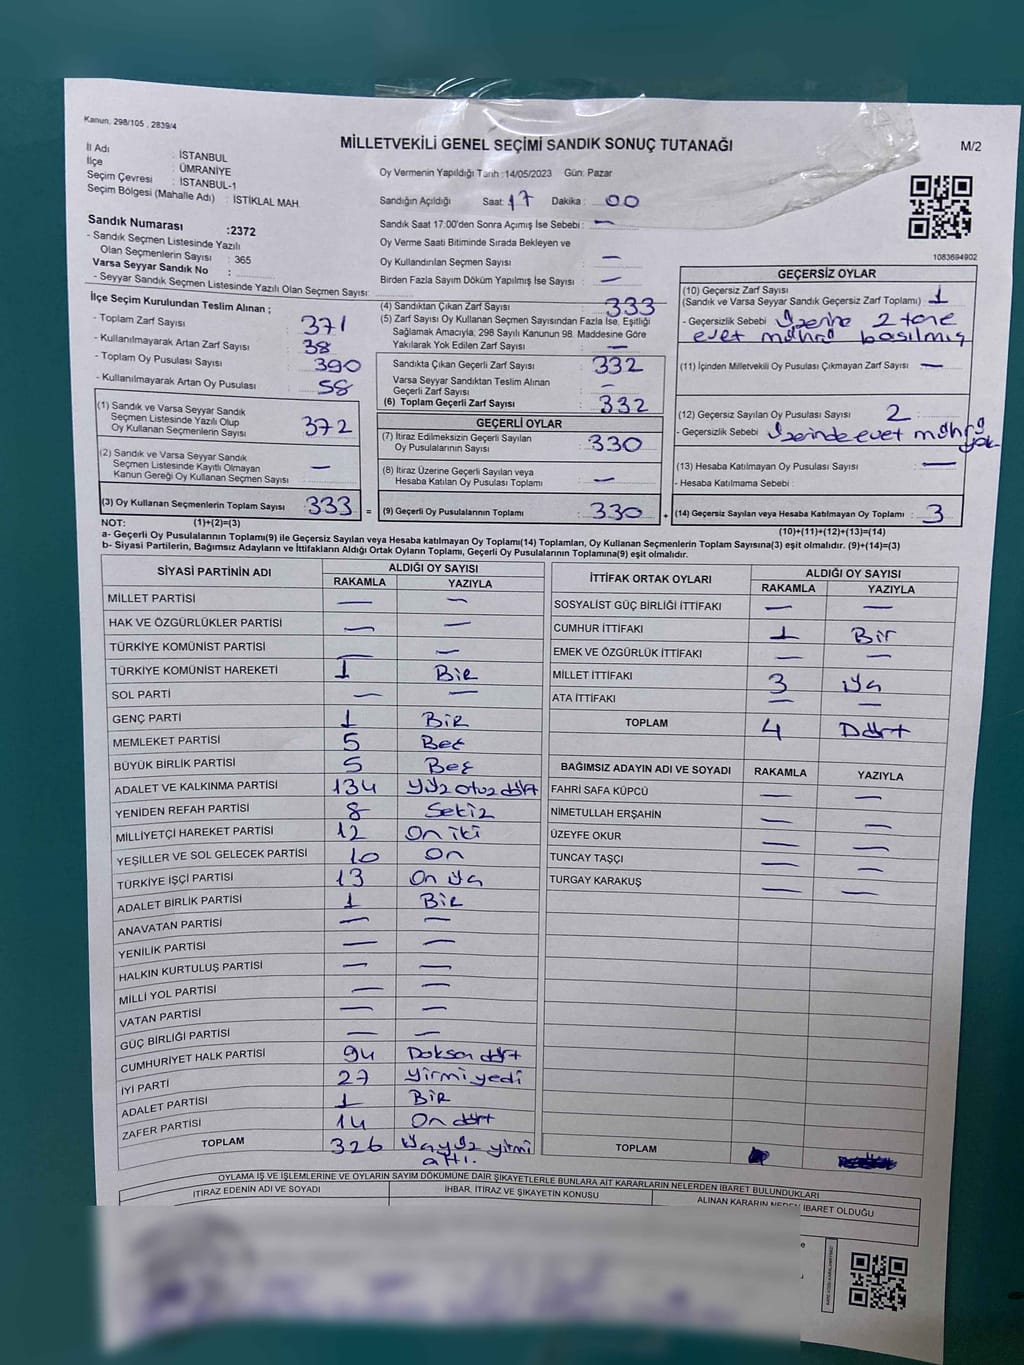 Kanun. 298/105 , 2839/4
MİLLETVEKİLİ GENEL SEÇİMİ SANDIK SONUÇ TUTANAĞI
M/2
İl Adı : İSTANBUL
İlçe : ÜMRANİYE
Seçim Çevresi : İSTANBUL-1
Seçim Bölgesi (Mahalle Adı) : İSTİKLAL MAH.
Oy Vermenin Yapıldığı Tarih :14/05/2023 Gün: Pazar
Sandığın Açıldığı Saat: 17 Dakika : 00
Sandık Saat 17:00'den Sonra Açımış İse Sebebi : —
Oy Verme Saati Bitiminde Sırada Bekleyen ve
Oy Kullandırılan Seçmen Sayısı —
Birden Fazla Sayım Döküm Yapılmış İse Sayısı : —
Sandık Numarası :2372
- Sandık Seçmen Listesinde Yazılı
Olan Seçmenlerin Sayısı : 365
Varsa Seyyar Sandık No :
- Seyyar Sandık Seçmen Listesinde Yazılı Olan Seçmen Sayısı:
1083694902
İlçe Seçim Kurulundan Teslim Alınan ;
- Toplam Zarf Sayısı 371
- Kullanılmayarak Artan Zarf Sayısı 38
- Toplam Oy Pusulası Sayısı 390
- Kullanılmayarak Artan Oy Pusulası 58
(1) Sandık ve Varsa Seyyar Sandık
Seçmen Listesinde Yazılı Olup
Oy Kullanan Seçmenlerin Sayısı 372
(2) Sandık ve Varsa Seyyar Sandık
Seçmen Listesinde Kayıtlı Olmayan
Kanun Gereği Oy Kullanan Seçmen Sayısı —
(3) Oy Kullanan Seçmenlerin Toplam Sayısı : 333 =
(4) Sandıktan Çıkan Zarf Sayısı 333
(5) Zarf Sayısı Oy Kullanan Seçmen Sayısından Fazla İse, Eşitliği
Sağlamak Amacıyla, 298 Sayılı Kanunun 98. Maddesine Göre
Yakılarak Yok Edilen Zarf Sayısı —
Sandıkta Çıkan Geçerli Zarf Sayısı 332
Varsa Seyyar Sandıktan Teslim Alınan
Geçerli Zarf Sayısı —
(6) Toplam Geçerli Zarf Sayısı 332
GEÇERLİ OYLAR
(7) İtiraz Edilmeksizin Geçerli Sayılan
Oy Pusulalarının Sayısı 330
(8) İtiraz Üzerine Geçerli Sayılan veya
Hesaba Katılan Oy Pusulası Toplamı —
(9) Geçerli Oy Pusulalarının Toplamı 330 +
GEÇERSİZ OYLAR
(10) Geçersiz Zarf Sayısı
(Sandık ve Varsa Seyyar Sandık Geçersiz Zarf Toplamı) 1
- Geçersizlik Sebebi Üzerine 2 tane
evet mührü basılmış
(11) İçinden Milletvekili Oy Pusulası Çıkmayan Zarf Sayısı —
(12) Geçersiz Sayılan Oy Pusulası Sayısı 2
- Geçersizlik Sebebi Üzerinde evet mührü
yok
(13) Hesaba Katılmayan Oy Pusulası Sayısı —
- Hesaba Katılmama Sebebi :
(14) Geçersiz Sayılan veya Hesaba Katılmayan Oy Toplamı : 3
NOT: (1)+(2)=(3)
(10)+(11)+(12)+(13)=(14)
a- Geçerli Oy Pusulalarının Toplamı(9) ile Geçersiz Sayılan veya Hesaba Katılmayan Oy Toplamı(14) Toplamları, Oy Kullanan Seçmenlerin Toplam Sayısına(3) eşit olmalıdır. (9)+(14)=(3)
b- Siyasi Partilerin, Bağımsız Adayların ve İttifakların Aldığı Ortak Oyların Toplamı, Geçerli Oy Pusulalarının Toplamına(9) eşit olmalıdır.
SİYASİ PARTİNİN ADI ALDIĞI OY SAYISI
RAKAMLA YAZIYLA
MİLLET PARTİSİ — —
HAK VE ÖZGÜRLÜKLER PARTİSİ — —
TÜRKİYE KOMÜNİST PARTİSİ — —
TÜRKİYE KOMÜNİST HAREKETİ 1 Bir
SOL PARTİ — —
GENÇ PARTİ 1 Bir
MEMLEKET PARTİSİ 5 Beş
BÜYÜK BİRLİK PARTİSİ 5 Beş
ADALET VE KALKINMA PARTİSİ 134 Yüz otuz dört
YENİDEN REFAH PARTİSİ 8 Sekiz
MİLLİYETÇİ HAREKET PARTİSİ 12 On iki
YEŞİLLER VE SOL GELECEK PARTİSİ 10 On
TÜRKİYE İŞÇİ PARTİSİ 13 On üç
ADALET BİRLİK PARTİSİ 1 Bir
ANAVATAN PARTİSİ — —
YENİLİK PARTİSİ — —
HALKIN KURTULUŞ PARTİSİ — —
MİLLİ YOL PARTİSİ — —
VATAN PARTİSİ — —
GÜÇ BİRLİĞİ PARTİSİ — —
CUMHURİYET HALK PARTİSİ 94 Doksan dört
İYİ PARTİ 27 Yirmi yedi
ADALET PARTİSİ 1 Bir
ZAFER PARTİSİ 14 On dört
TOPLAM 326 Üçyüz yirmi
altı.
İTTİFAK ORTAK OYLARI ALDIĞI OY SAYISI
RAKAMLA YAZIYLA
SOSYALİST GÜÇ BİRLİĞİ İTTİFAKI — —
CUMHUR İTTİFAKI 1 Bir
EMEK VE ÖZGÜRLÜK İTTİFAKI — —
MİLLET İTTİFAKI 3 Üç
ATA İTTİFAKI — —
TOPLAM 4 Dört
BAĞIMSIZ ADAYIN ADI VE SOYADI RAKAMLA YAZIYLA
FAHRİ SAFA KÜPCÜ — —
NİMETULLAH ERŞAHİN — —
ÜZEYFE OKUR — —
TUNCAY TAŞÇI — —
TURGAY KARAKUŞ — —
TOPLAM
OYLAMA İŞ VE İŞLEMLERİNE VE OYLARIN SAYIM DÖKÜMÜNE DAİR ŞİKAYETLERLE BUNLARA AİT KARARLARIN NELERDEN İBARET BULUNDUKLARI
İTİRAZ EDENİN ADI VE SOYADI İHBAR, İTİRAZ VE ŞİKAYETİN KONUSU ALINAN KARARIN NEDEN İBARET OLDUĞU